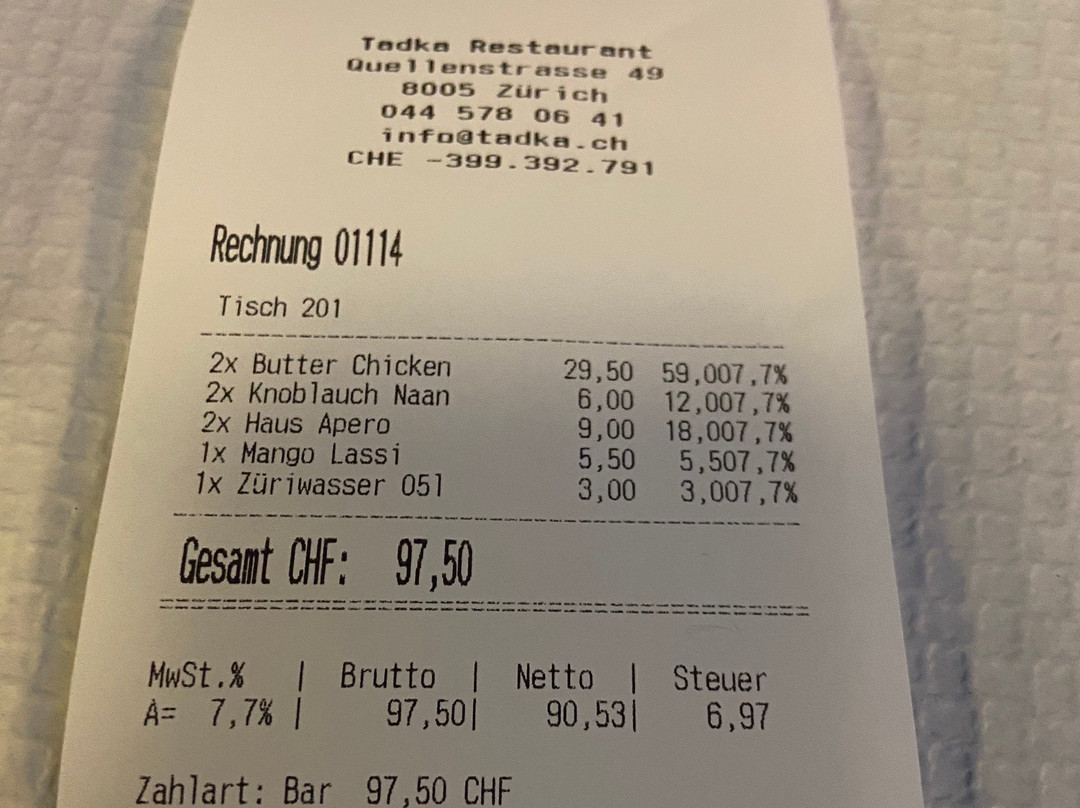 Tadka Restaurant
Quellenstrasse 49
8005 Zürich
044 578 06 41
info@tadka.ch
CHE -399.392.791
Rechnung 01114
Tisch 201
2x Butter Chicken 29,50 59,007,7%
2x Knoblauch Naan 6,00 12,007,7%
2x Haus Apero 9,00 18,007,7%
1x Mango Lassi 5,50 5,507,7%
1x Züriwasser 05l 3,00 3,007,7%
Gesamt CHF: 97,50
MwSt.% | Brutto | Netto | Steuer
A= 7,7% | 97,50| 90,53| 6,97
Zahlart: Bar 97,50 CHF